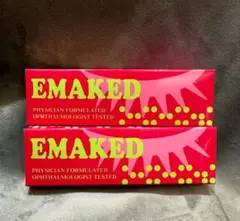 EMAKED
PHYSICIAN FORMULATED
OPHTHALMOLOGIST TESTED
EMAKED
PHYSICIAN FORMULATED
OPHTHALMOLOGIST TESTED